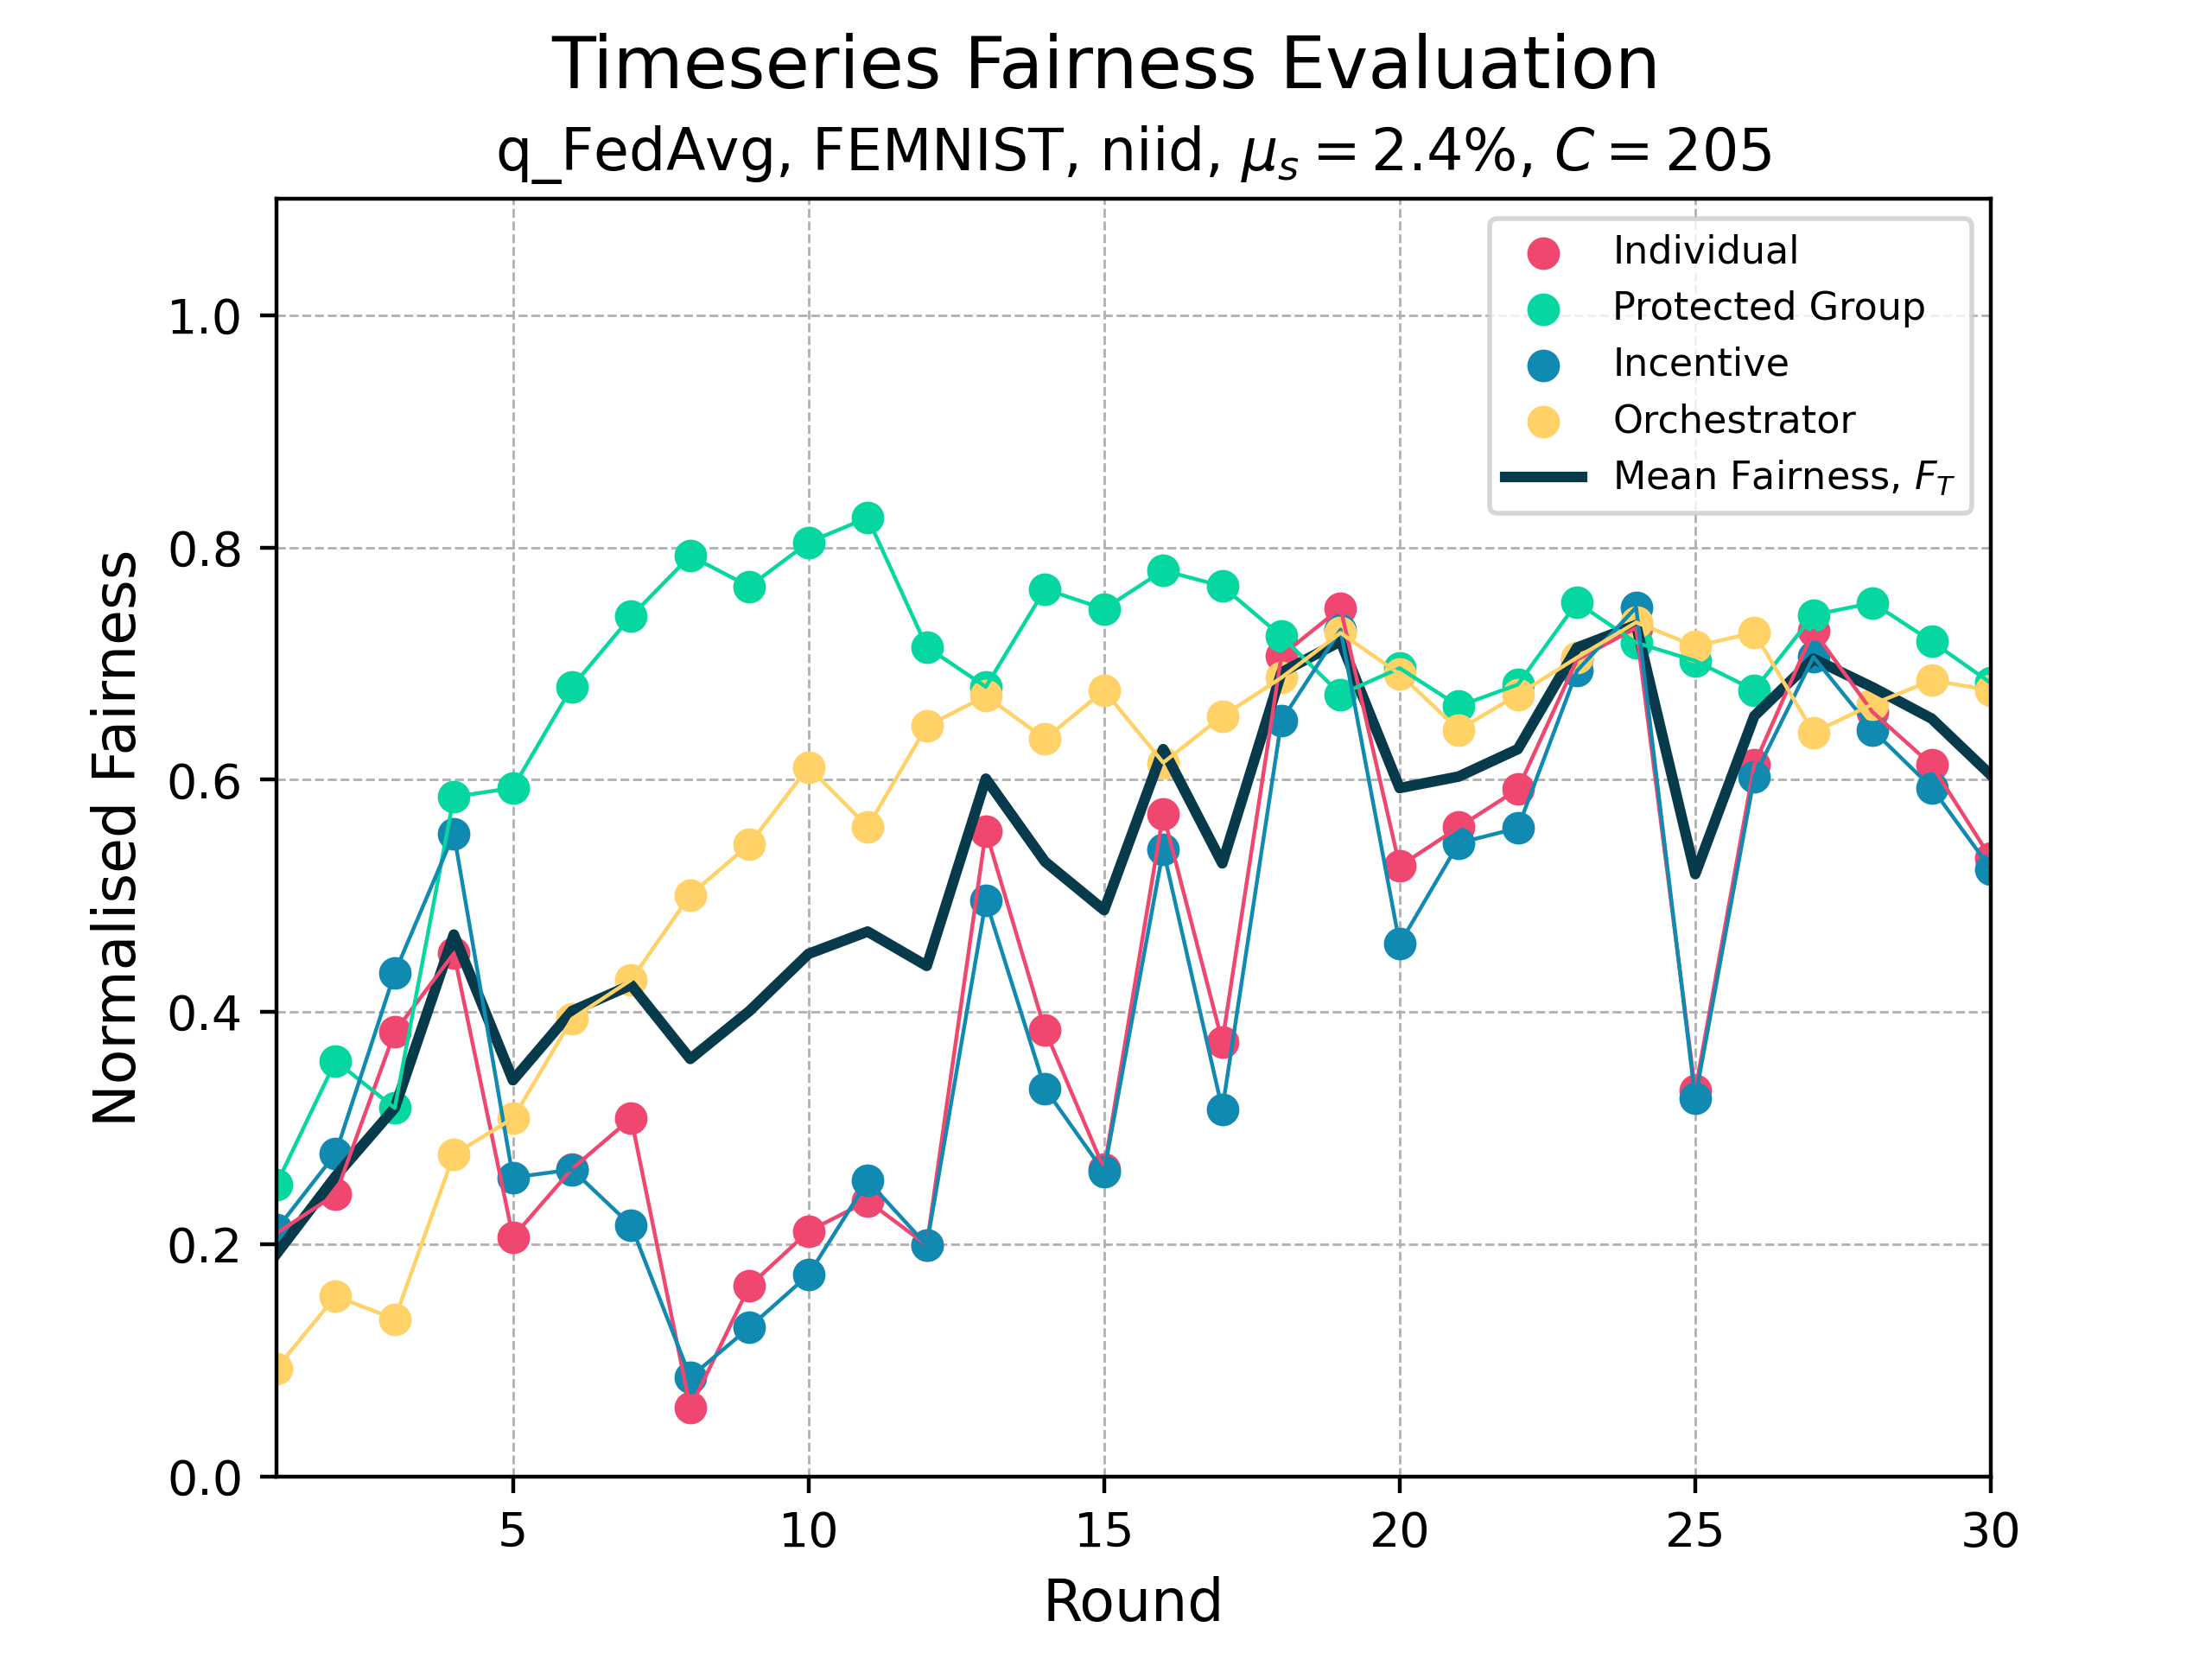 Timeseries Fairness Evaluation
q_FedAvg, FEMNIST, niid, μₛ = 2.4%, C = 205
Individual
Protected Group
Incentive
Orchestrator
Mean Fairness, F_T
Normalised Fairness
1.0
0.8
0.6
0.4
0.2
0.0
5 10 15 20 25 30
Round